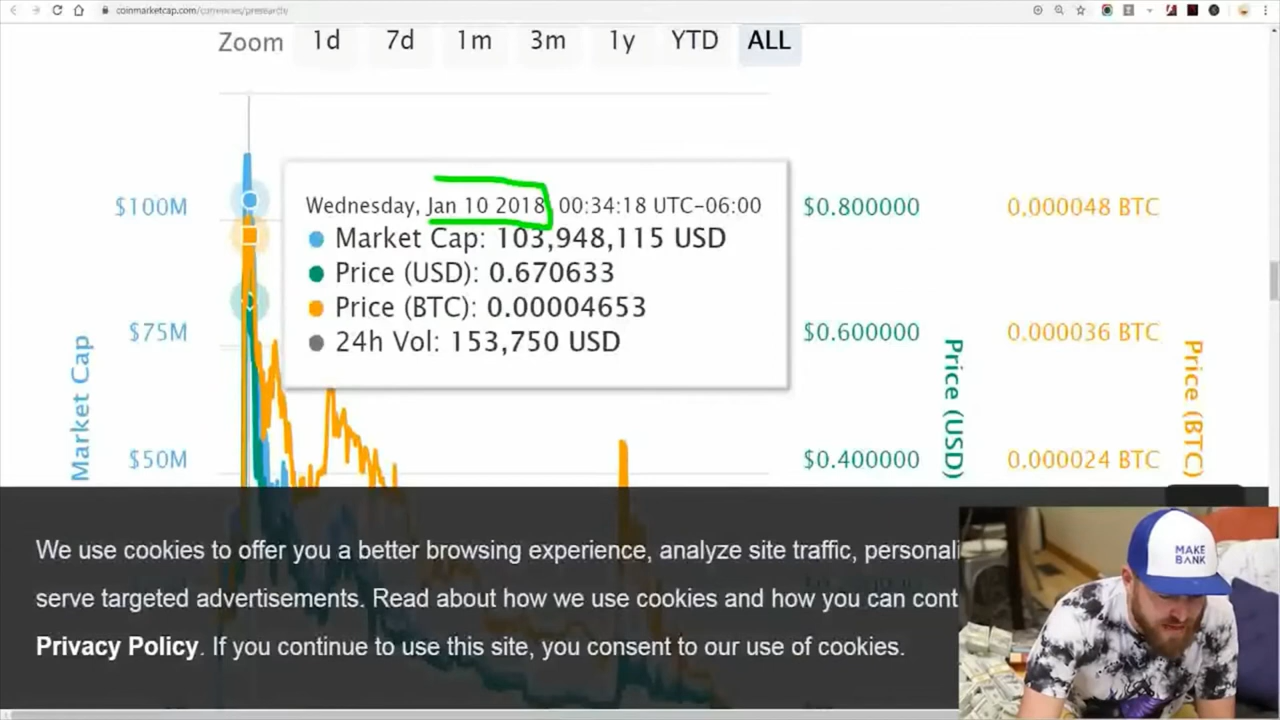 coinmarketcap.com/currencies/pressearch/
Zoom 1d 7d 1m 3m 1y YTD ALL
Wednesday, Jan 10 2018, 00:34:18 UTC-06:00
Market Cap: 103,948,115 USD
Price (USD): 0.670633
Price (BTC): 0.00004653
24h Vol: 153,750 USD
$100M $0.800000 0.000048 BTC
$75M $0.600000 0.000036 BTC
$50M $0.400000 0.000024 BTC
Market Cap
Price (USD)
Price (BTC)
We use cookies to offer you a better browsing experience, analyze site traffic, personali
serve targeted advertisements. Read about how we use cookies and how you can cont
Privacy Policy. If you continue to use this site, you consent to our use of cookies.
MAKE
BANK